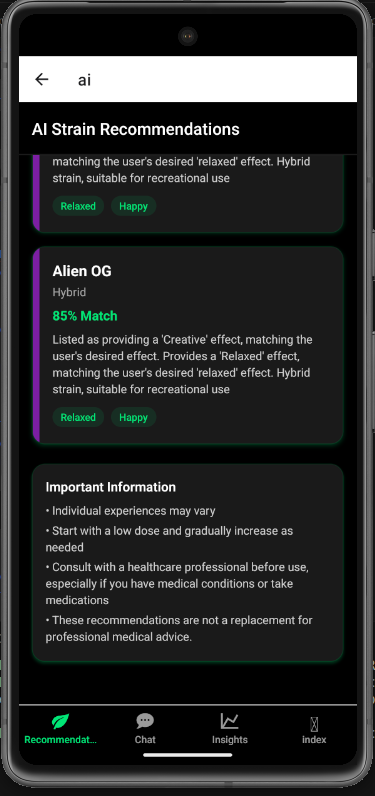 ai
AI Strain Recommendations
matching the user's desired 'relaxed' effect. Hybrid
strain, suitable for recreational use
Relaxed Happy
Alien OG
Hybrid
85% Match
Listed as providing a 'Creative' effect, matching the
user's desired effect. Provides a 'Relaxed' effect,
matching the user's desired 'relaxed' effect. Hybrid
strain, suitable for recreational use
Relaxed Happy
Important Information
• Individual experiences may vary
• Start with a low dose and gradually increase as
needed
• Consult with a healthcare professional before use,
especially if you have medical conditions or take
medications
• These recommendations are not a replacement for
professional medical advice.
Recommendat... Chat Insights index